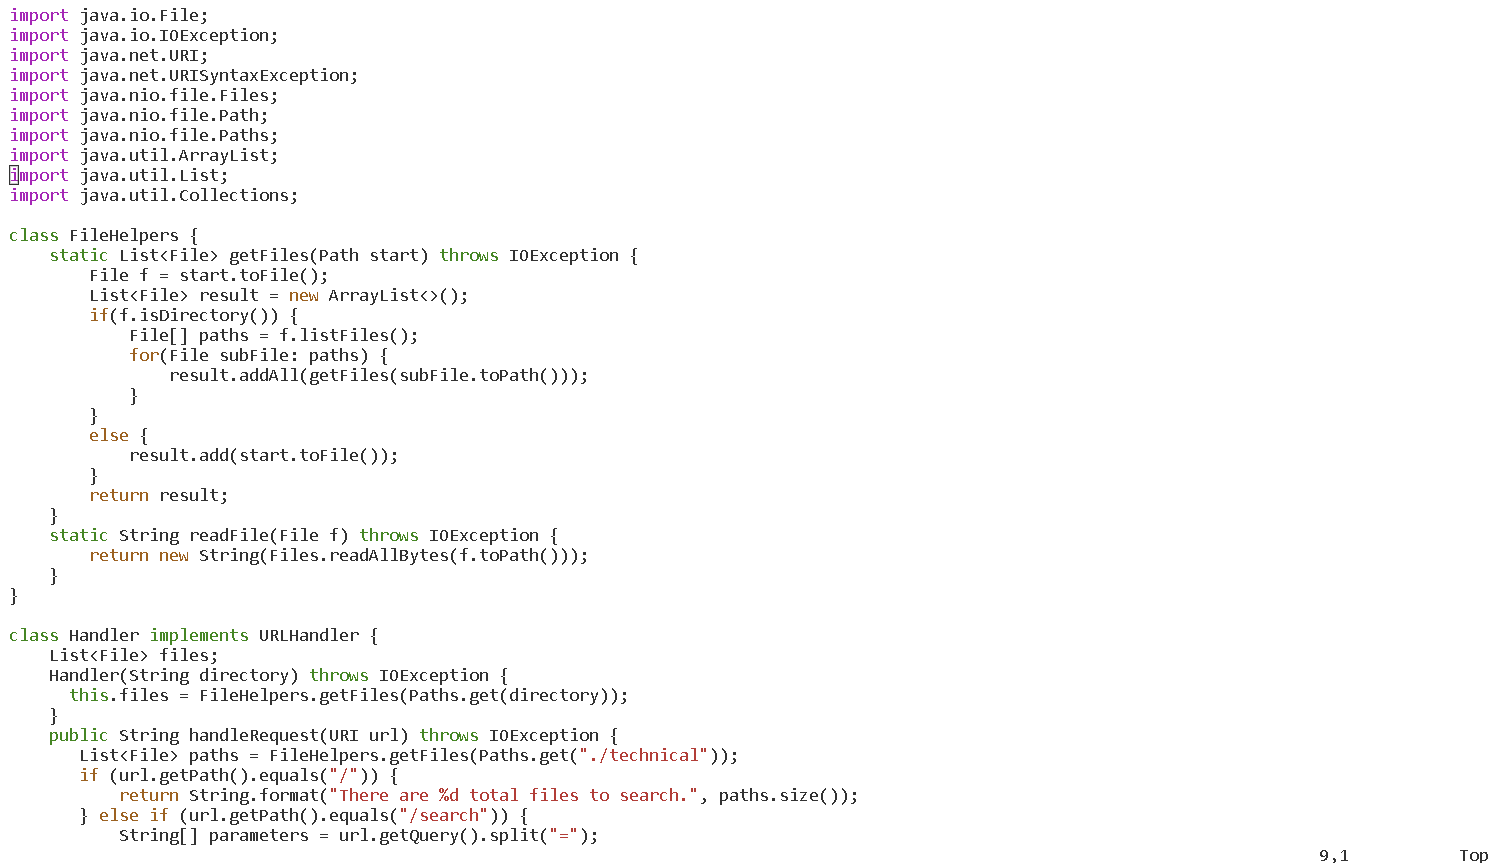 import java.io.File;
import java.io.IOException;
import java.net.URI;
import java.net.URISyntaxException;
import java.nio.file.Files;
import java.nio.file.Path;
import java.nio.file.Paths;
import java.util.ArrayList;
import java.util.List;
import java.util.Collections;

class FileHelpers {
    static List<File> getFiles(Path start) throws IOException {
        File f = start.toFile();
        List<File> result = new ArrayList<>();
        if(f.isDirectory()) {
            File[] paths = f.listFiles();
            for(File subFile: paths) {
                result.addAll(getFiles(subFile.toPath()));
            }
        }
        else {
            result.add(start.toFile());
        }
        return result;
    }
    static String readFile(File f) throws IOException {
        return new String(Files.readAllBytes(f.toPath()));
    }
}

class Handler implements URLHandler {
    List<File> files;
    Handler(String directory) throws IOException {
      this.files = FileHelpers.getFiles(Paths.get(directory));
    }
    public String handleRequest(URI url) throws IOException {
       List<File> paths = FileHelpers.getFiles(Paths.get("./technical"));
       if (url.getPath().equals("/")) {
           return String.format("There are %d total files to search.", paths.size());
       } else if (url.getPath().equals("/search")) {
           String[] parameters = url.getQuery().split("=");
9,1 Top